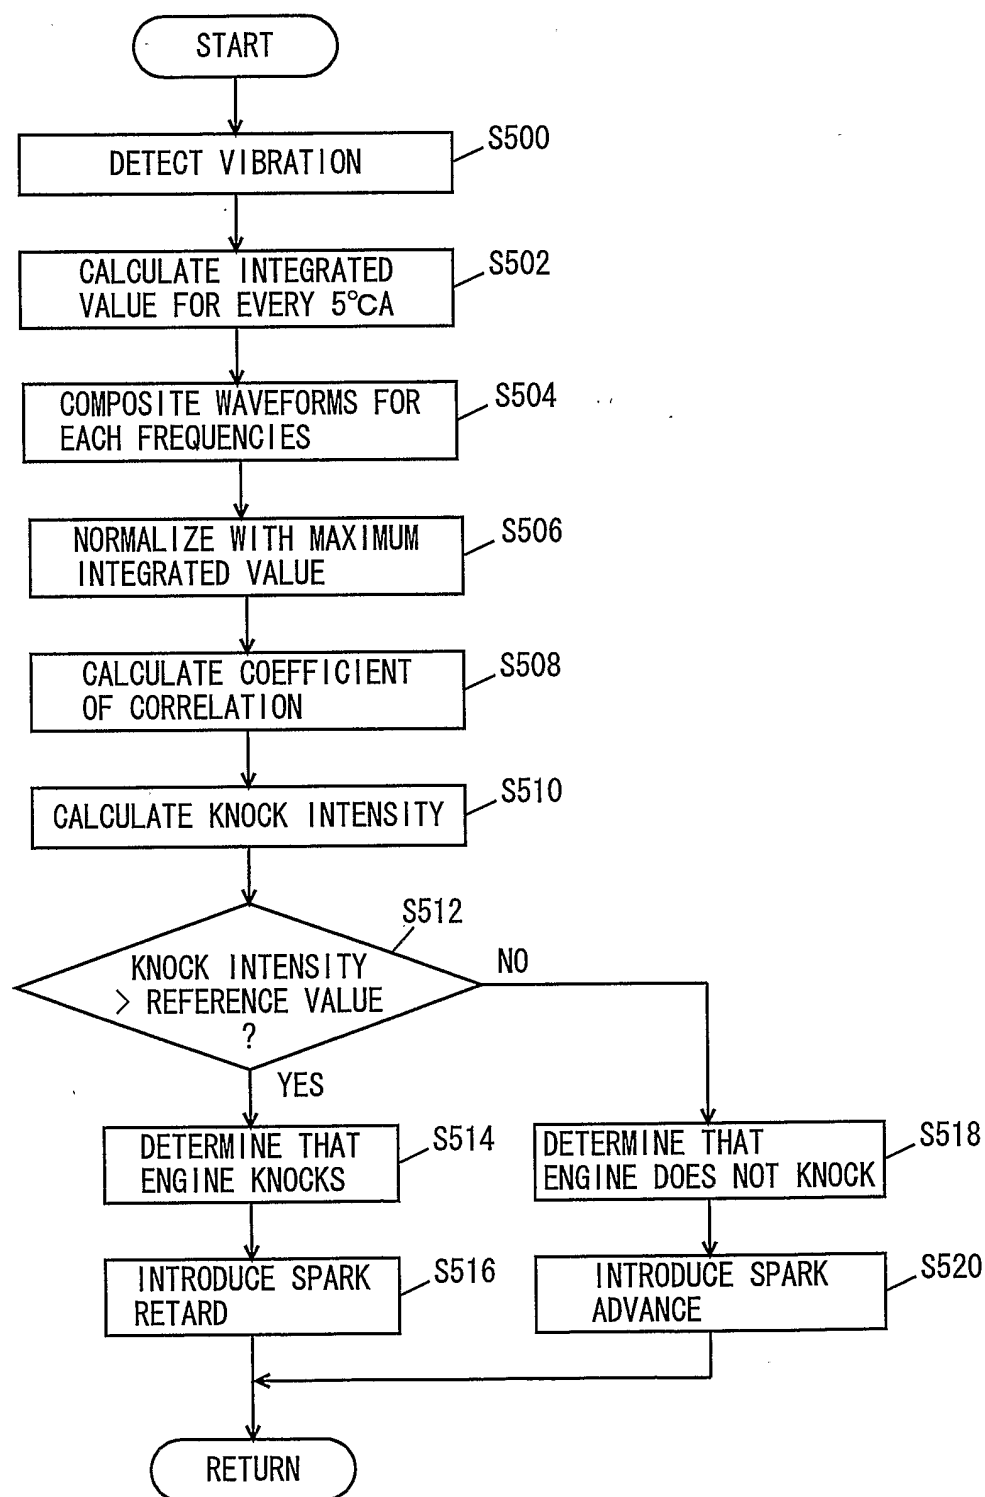 START
DETECT VIBRATION
S500
CALCULATE INTEGRATED
VALUE FOR EVERY 5℃A
S502
COMPOSITE WAVEFORMS FOR
EACH FREQUENCIES
S504
NORMALIZE WITH MAXIMUM
INTEGRATED VALUE
S506
CALCULATE COEFFICIENT
OF CORRELATION
S508
CALCULATE KNOCK INTENSITY
S510
S512
KNOCK INTENSITY
> REFERENCE VALUE
?
NO
YES
DETERMINE THAT
ENGINE KNOCKS
S514
DETERMINE THAT
ENGINE DOES NOT KNOCK
S518
INTRODUCE SPARK
RETARD
S516
INTRODUCE SPARK
ADVANCE
S520
RETURN